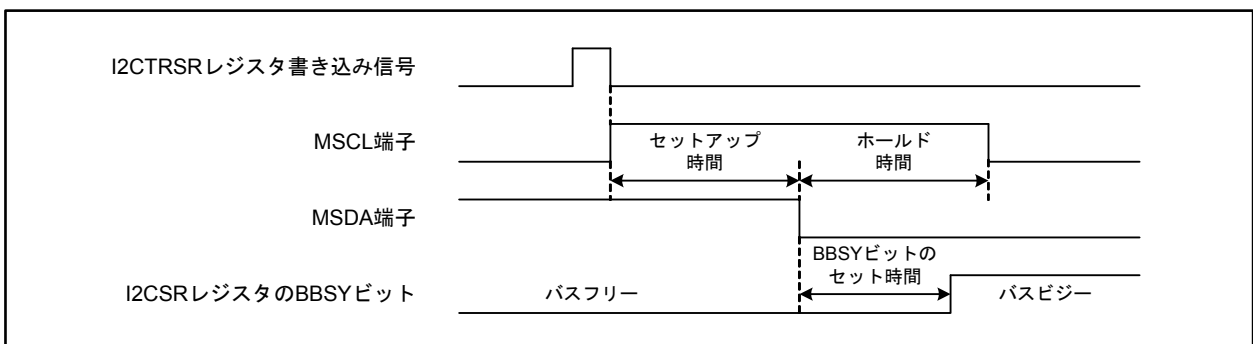 I2CTRSRレジスタ書き込み信号
MSCL端子
セットアップ
時間
ホールド
時間
MSDA端子
BBSYビットの
セット時間
I2CSRレジスタのBBSYビット
バスフリー
バスビジー